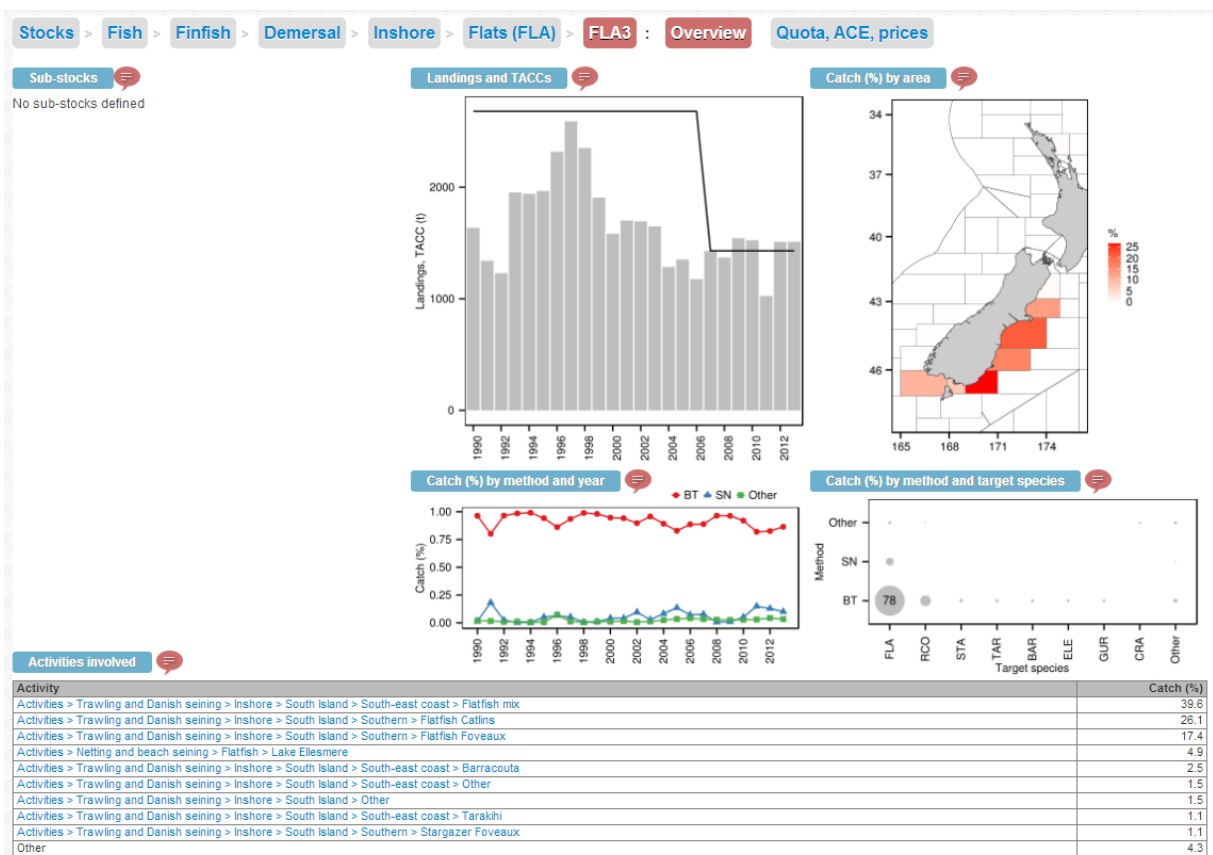 Stocks > Fish > Finfish > Demersal > Inshore > Flats (FLA) > FLA3 : Overview Quota, ACE, prices
Sub-stocks
No sub-stocks defined
Landings and TACCs
Landings, TACC (t)
2000
1000
0
1990 1992 1994 1996 1998 2000 2002 2004 2006 2008 2010 2012
Catch (%) by area
34
37
40
43
46
165 168 171 174
%
25
20
15
10
5
0
Catch (%) by method and year
BT SN Other
Catch (%)
1.00
0.75
0.50
0.25
0.00
1990 1992 1994 1996 1998 2000 2002 2004 2006 2008 2010 2012
Catch (%) by method and target species
Method
Other
SN
BT
78
FLA RCO STA TAR BAR ELE GUR CRA Other
Target species
Activities involved
Activity Catch (%)
Activities > Trawling and Danish seining > Inshore > South Island > South-east coast > Flatfish mix 39.6
Activities > Trawling and Danish seining > Inshore > South Island > Southern > Flatfish Catlins 26.1
Activities > Trawling and Danish seining > Inshore > South Island > Southern > Flatfish Foveaux 17.4
Activities > Netting and beach seining > Flatfish > Lake Ellesmere 4.9
Activities > Trawling and Danish seining > Inshore > South Island > South-east coast > Barracouta 2.5
Activities > Trawling and Danish seining > Inshore > South Island > South-east coast > Other 1.5
Activities > Trawling and Danish seining > Inshore > South Island > Other 1.5
Activities > Trawling and Danish seining > Inshore > South Island > South-east coast > Tarakihi 1.1
Activities > Trawling and Danish seining > Inshore > South Island > Southern > Stargazer Foveaux 1.1
Other 4.3